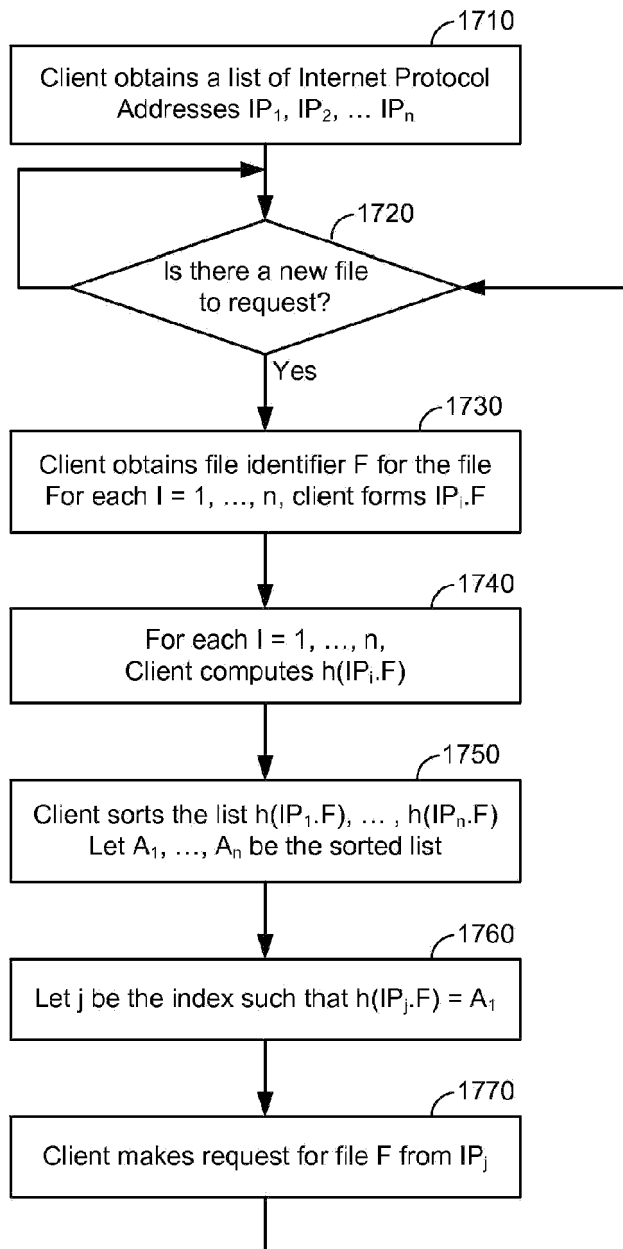 1710
Client obtains a list of Internet Protocol
Addresses IP₁, IP₂, ... IPₙ
1720
Is there a new file
to request?
Yes
1730
Client obtains file identifier F for the file
For each I = 1, ..., n, client forms IPᵢ.F
1740
For each I = 1, ..., n,
Client computes h(IPᵢ.F)
1750
Client sorts the list h(IP₁.F), ... , h(IPₙ.F)
Let A₁, ..., Aₙ be the sorted list
1760
Let j be the index such that h(IPⱼ.F) = A₁
1770
Client makes request for file F from IPⱼ